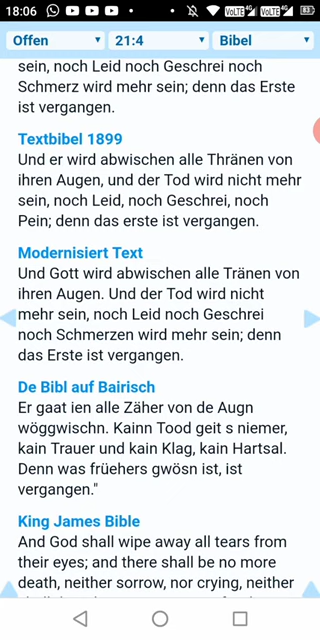 18:06 VoLTE 4G VoLTE 4G 83
Offen 21:4 Bibel
sein, noch Leid noch Geschrei noch
Schmerz wird mehr sein; denn das Erste
ist vergangen.
Textbibel 1899
Und er wird abwischen alle Thränen von
ihren Augen, und der Tod wird nicht mehr
sein, noch Leid, noch Geschrei, noch
Pein; denn das erste ist vergangen.
Modernisiert Text
Und Gott wird abwischen alle Tränen von
ihren Augen. Und der Tod wird nicht
mehr sein, noch Leid noch Geschrei
noch Schmerzen wird mehr sein; denn
das Erste ist vergangen.
De Bibl auf Bairisch
Er gaat ien alle Zäher von de Augn
wöggwischn. Kainn Tood geit s niemer,
kain Trauer und kain Klag, kain Hartsal.
Denn was früehers gwösn ist, ist
vergangen."
King James Bible
And God shall wipe away all tears from
their eyes; and there shall be no more
death, neither sorrow, nor crying, neither